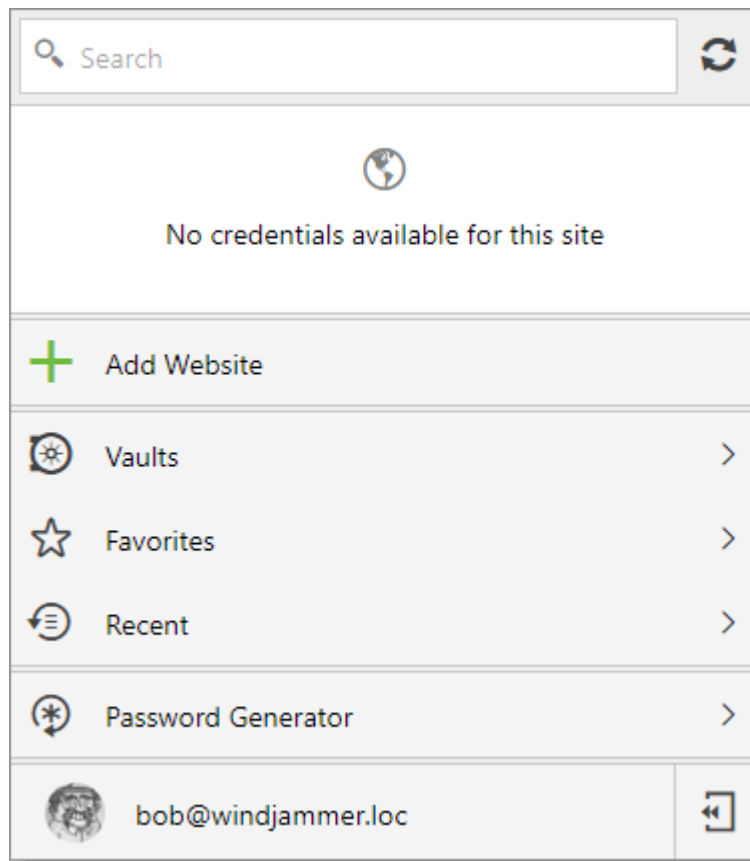 Search
No credentials available for this site
Add Website
Vaults
Favorites
Recent
Password Generator
bob@windjammer.loc